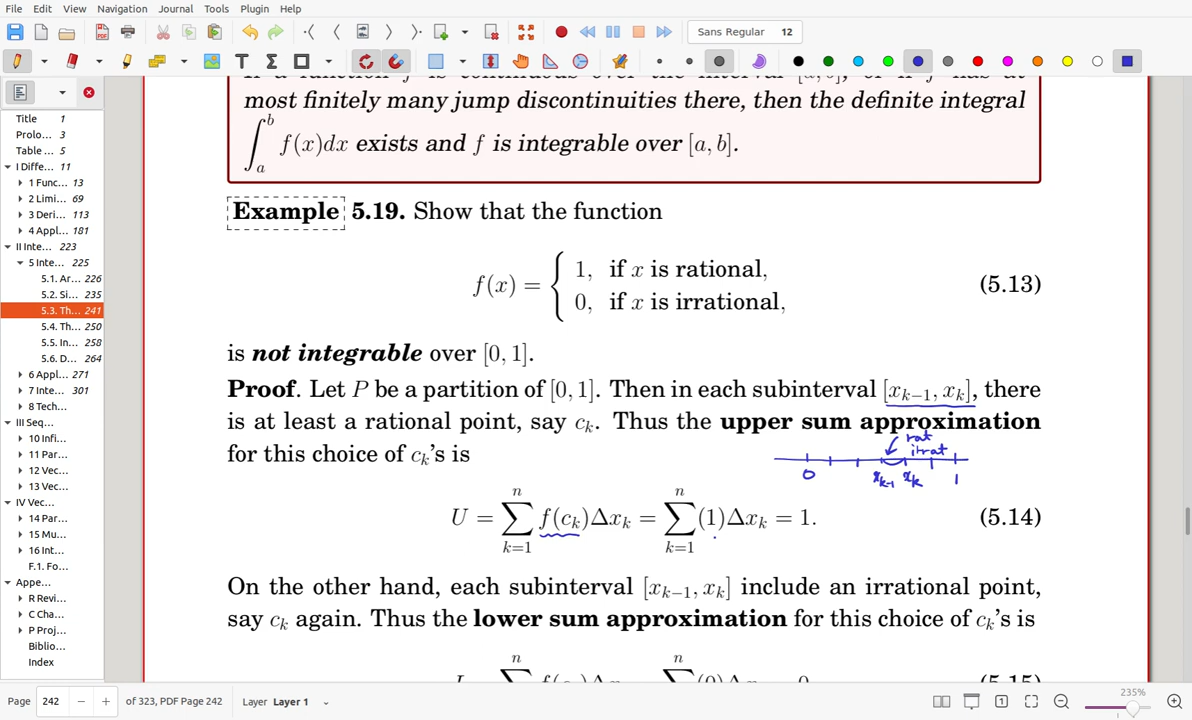 File Edit View Navigation Journal Tools Plugin Help
Sans Regular 12
Title 1
Prolo... 3
Table ... 5
I Diffe... 11
1 Func... 13
2 Limi... 69
3 Deri... 113
4 Appl... 181
II Inte... 223
5 Inte... 225
5.1. Ar... 226
5.2. Si... 235
5.3. Th... 241
5.4. Th... 250
5.5. In... 258
5.6. D... 264
6 Appl... 271
7 Inte... 301
8 Tech...
III Seq...
10 Infi...
11 Par...
12 Vec...
13 Vec...
IV Vec...
14 Par...
15 Mu...
16 Int...
F.1. Fo...
Appe...
R Revi...
C Cha...
P Proj...
Biblio...
Index
If a function f is continuous over the interval [a, b], or if f has at
most finitely many jump discontinuities there, then the definite integral
∫_a^b f(x)dx exists and f is integrable over [a, b].
Example 5.19. Show that the function
f(x) = { 1, if x is rational,
0, if x is irrational, (5.13)
is not integrable over [0, 1].
Proof. Let P be a partition of [0, 1]. Then in each subinterval [x_{k−1}, x_k], there
is at least a rational point, say c_k. Thus the upper sum approximation
for this choice of c_k's is
rat
irrat
0 x_{k-1} x_k 1
U = ∑_{k=1}^n f(c_k)Δx_k = ∑_{k=1}^n (1)Δx_k = 1. (5.14)
On the other hand, each subinterval [x_{k−1}, x_k] include an irrational point,
say c_k again. Thus the lower sum approximation for this choice of c_k's is
Page 242 − + of 323, PDF Page 242 Layer Layer 1 235%